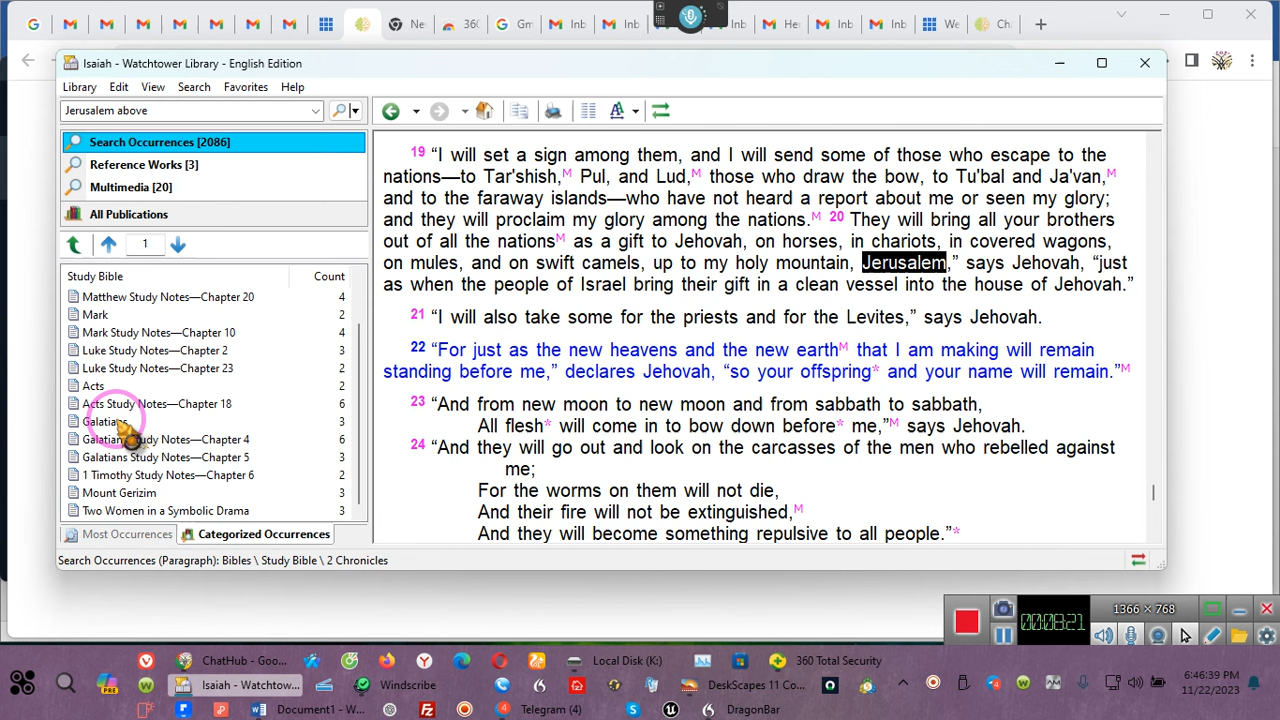 Ne
360
G
Inb
Inb
Inb
Inb
He
Inb
Inb
We
Ch
Isaiah - Watchtower Library - English Edition
Library Edit View Search Favorites Help
Jerusalem above
Search Occurrences [2086]
Reference Works [3]
Multimedia [20]
All Publications
1
Study Bible Count
Matthew Study Notes—Chapter 20 4
Mark 2
Mark Study Notes—Chapter 10 4
Luke Study Notes—Chapter 2 3
Luke Study Notes—Chapter 23 2
Acts 2
Acts Study Notes—Chapter 18 6
Galatians 3
Galatians Study Notes—Chapter 4 6
Galatians Study Notes—Chapter 5 3
1 Timothy Study Notes—Chapter 6 2
Mount Gerizim 3
Two Women in a Symbolic Drama 3
Most Occurrences Categorized Occurrences
Search Occurrences (Paragraph): Bibles \ Study Bible \ 2 Chronicles
19 “I will set a sign among them, and I will send some of those who escape to the
nations—to Tar'shish,M Pul, and Lud,M those who draw the bow, to Tu'bal and Ja'van,M
and to the faraway islands—who have not heard a report about me or seen my glory;
and they will proclaim my glory among the nations.M 20 They will bring all your brothers
out of all the nationsM as a gift to Jehovah, on horses, in chariots, in covered wagons,
on mules, and on swift camels, up to my holy mountain, Jerusalem,” says Jehovah, “just
as when the people of Israel bring their gift in a clean vessel into the house of Jehovah.”
21 “I will also take some for the priests and for the Levites,” says Jehovah.
22 “For just as the new heavens and the new earthM that I am making will remain
standing before me,” declares Jehovah, “so your offspring* and your name will remain.”M
23 “And from new moon to new moon and from sabbath to sabbath,
All flesh* will come in to bow down before* me,”M says Jehovah.
24 “And they will go out and look on the carcasses of the men who rebelled against
me;
For the worms on them will not die,
And their fire will not be extinguished,M
And they will become something repulsive to all people.”*
1366 x 768
00:08:21
ChatHub - Goo...
Local Disk (K:)
360 Total Security
Isaiah - Watchtow...
Windscribe
DeskScapes 11 Co...
Document1 - W...
Telegram (4)
DragonBar
PRE
6:46:39 PM
11/22/2023